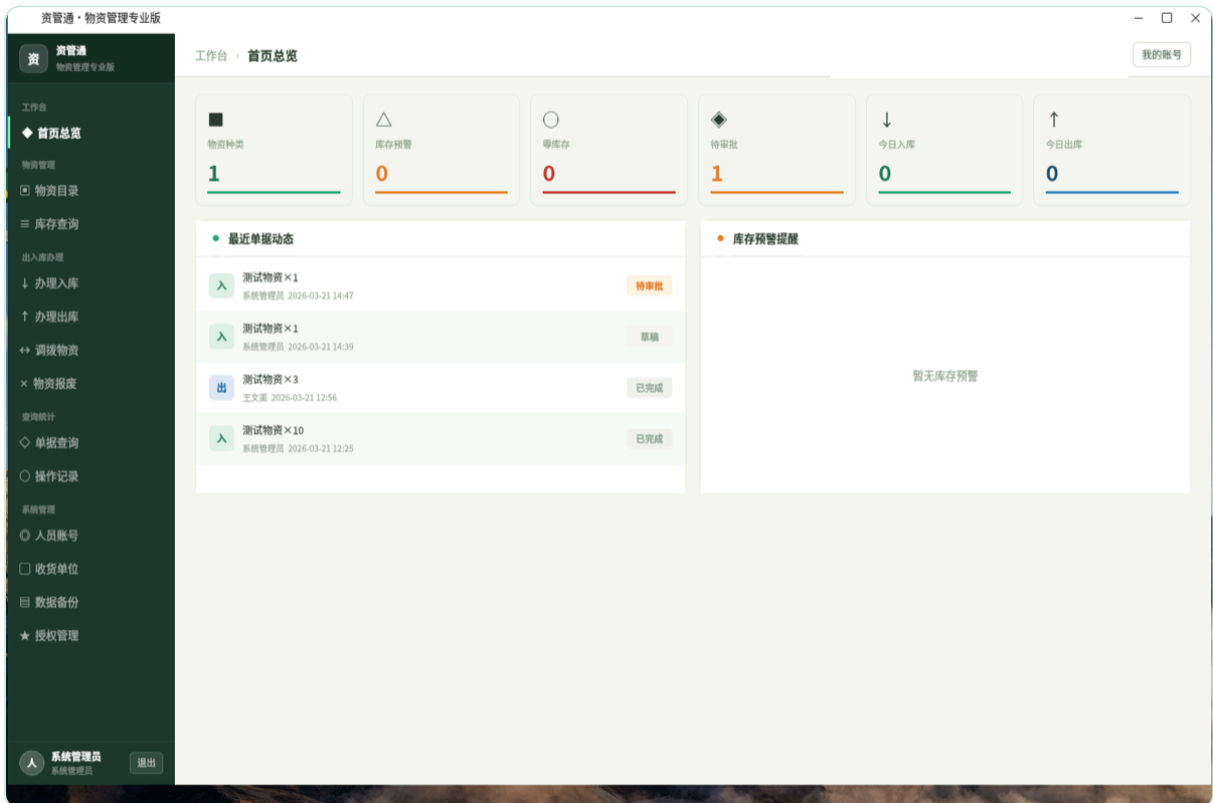 资管通·物资管理专业版
资
资管通
物资管理专业版
工作台
首页总览
物资管理
物资目录
库存查询
出入库办理
办理入库
办理出库
调拨物资
物资报废
查询统计
单据查询
操作记录
系统管理
人员账号
收货单位
数据备份
授权管理
人
系统管理员
系统管理员
退出
工作台 › 首页总览
我的账号
物资种类
1
库存预警
0
零库存
0
待审批
1
今日入库
0
今日出库
0
最近单据动态
入
测试物资×1
系统管理员 2026-03-21 14:47
待审批
入
测试物资×1
系统管理员 2026-03-21 14:39
草稿
出
测试物资×3
王文英 2026-03-21 12:56
已完成
入
测试物资×10
系统管理员 2026-03-21 12:25
已完成
库存预警提醒
暂无库存预警